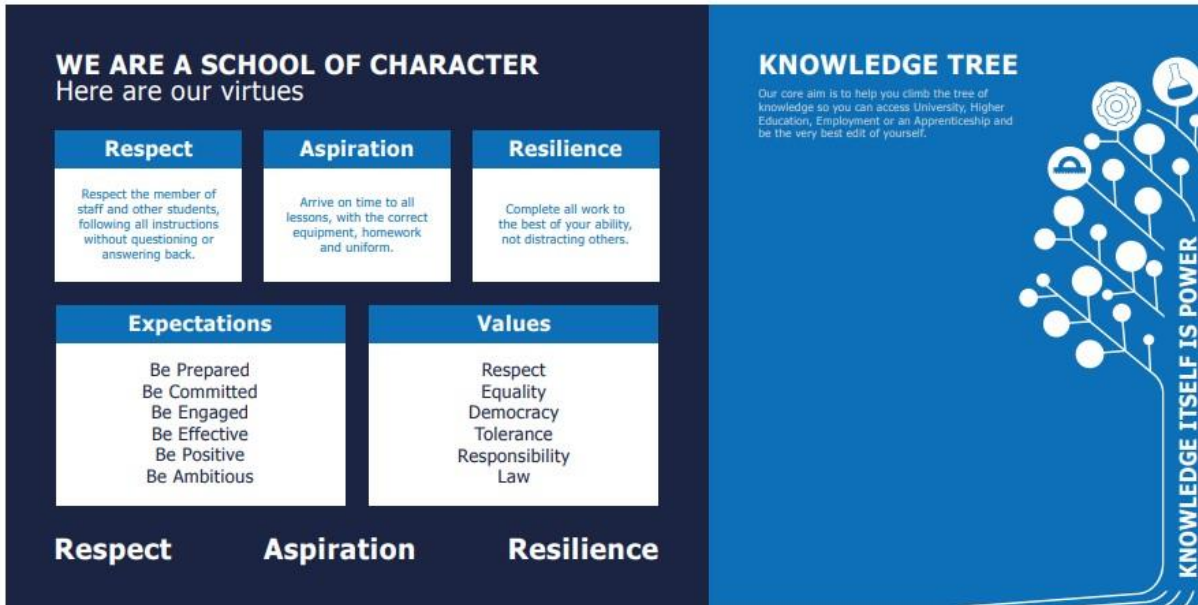 WE ARE A SCHOOL OF CHARACTER
Here are our virtues
Respect
Respect the member of
staff and other students,
following all instructions
without questioning or
answering back.
Aspiration
Arrive on time to all
lessons, with the correct
equipment, homework
and uniform.
Resilience
Complete all work to
the best of your ability,
not distracting others.
Expectations
Be Prepared
Be Committed
Be Engaged
Be Effective
Be Positive
Be Ambitious
Values
Respect
Equality
Democracy
Tolerance
Responsibility
Law
Respect Aspiration Resilience
KNOWLEDGE TREE
Our core aim is to help you climb the tree of
knowledge so you can access University, Higher
Education, Employment or an Apprenticeship and
be the very best edit of yourself.
KNOWLEDGE ITSELF IS POWER